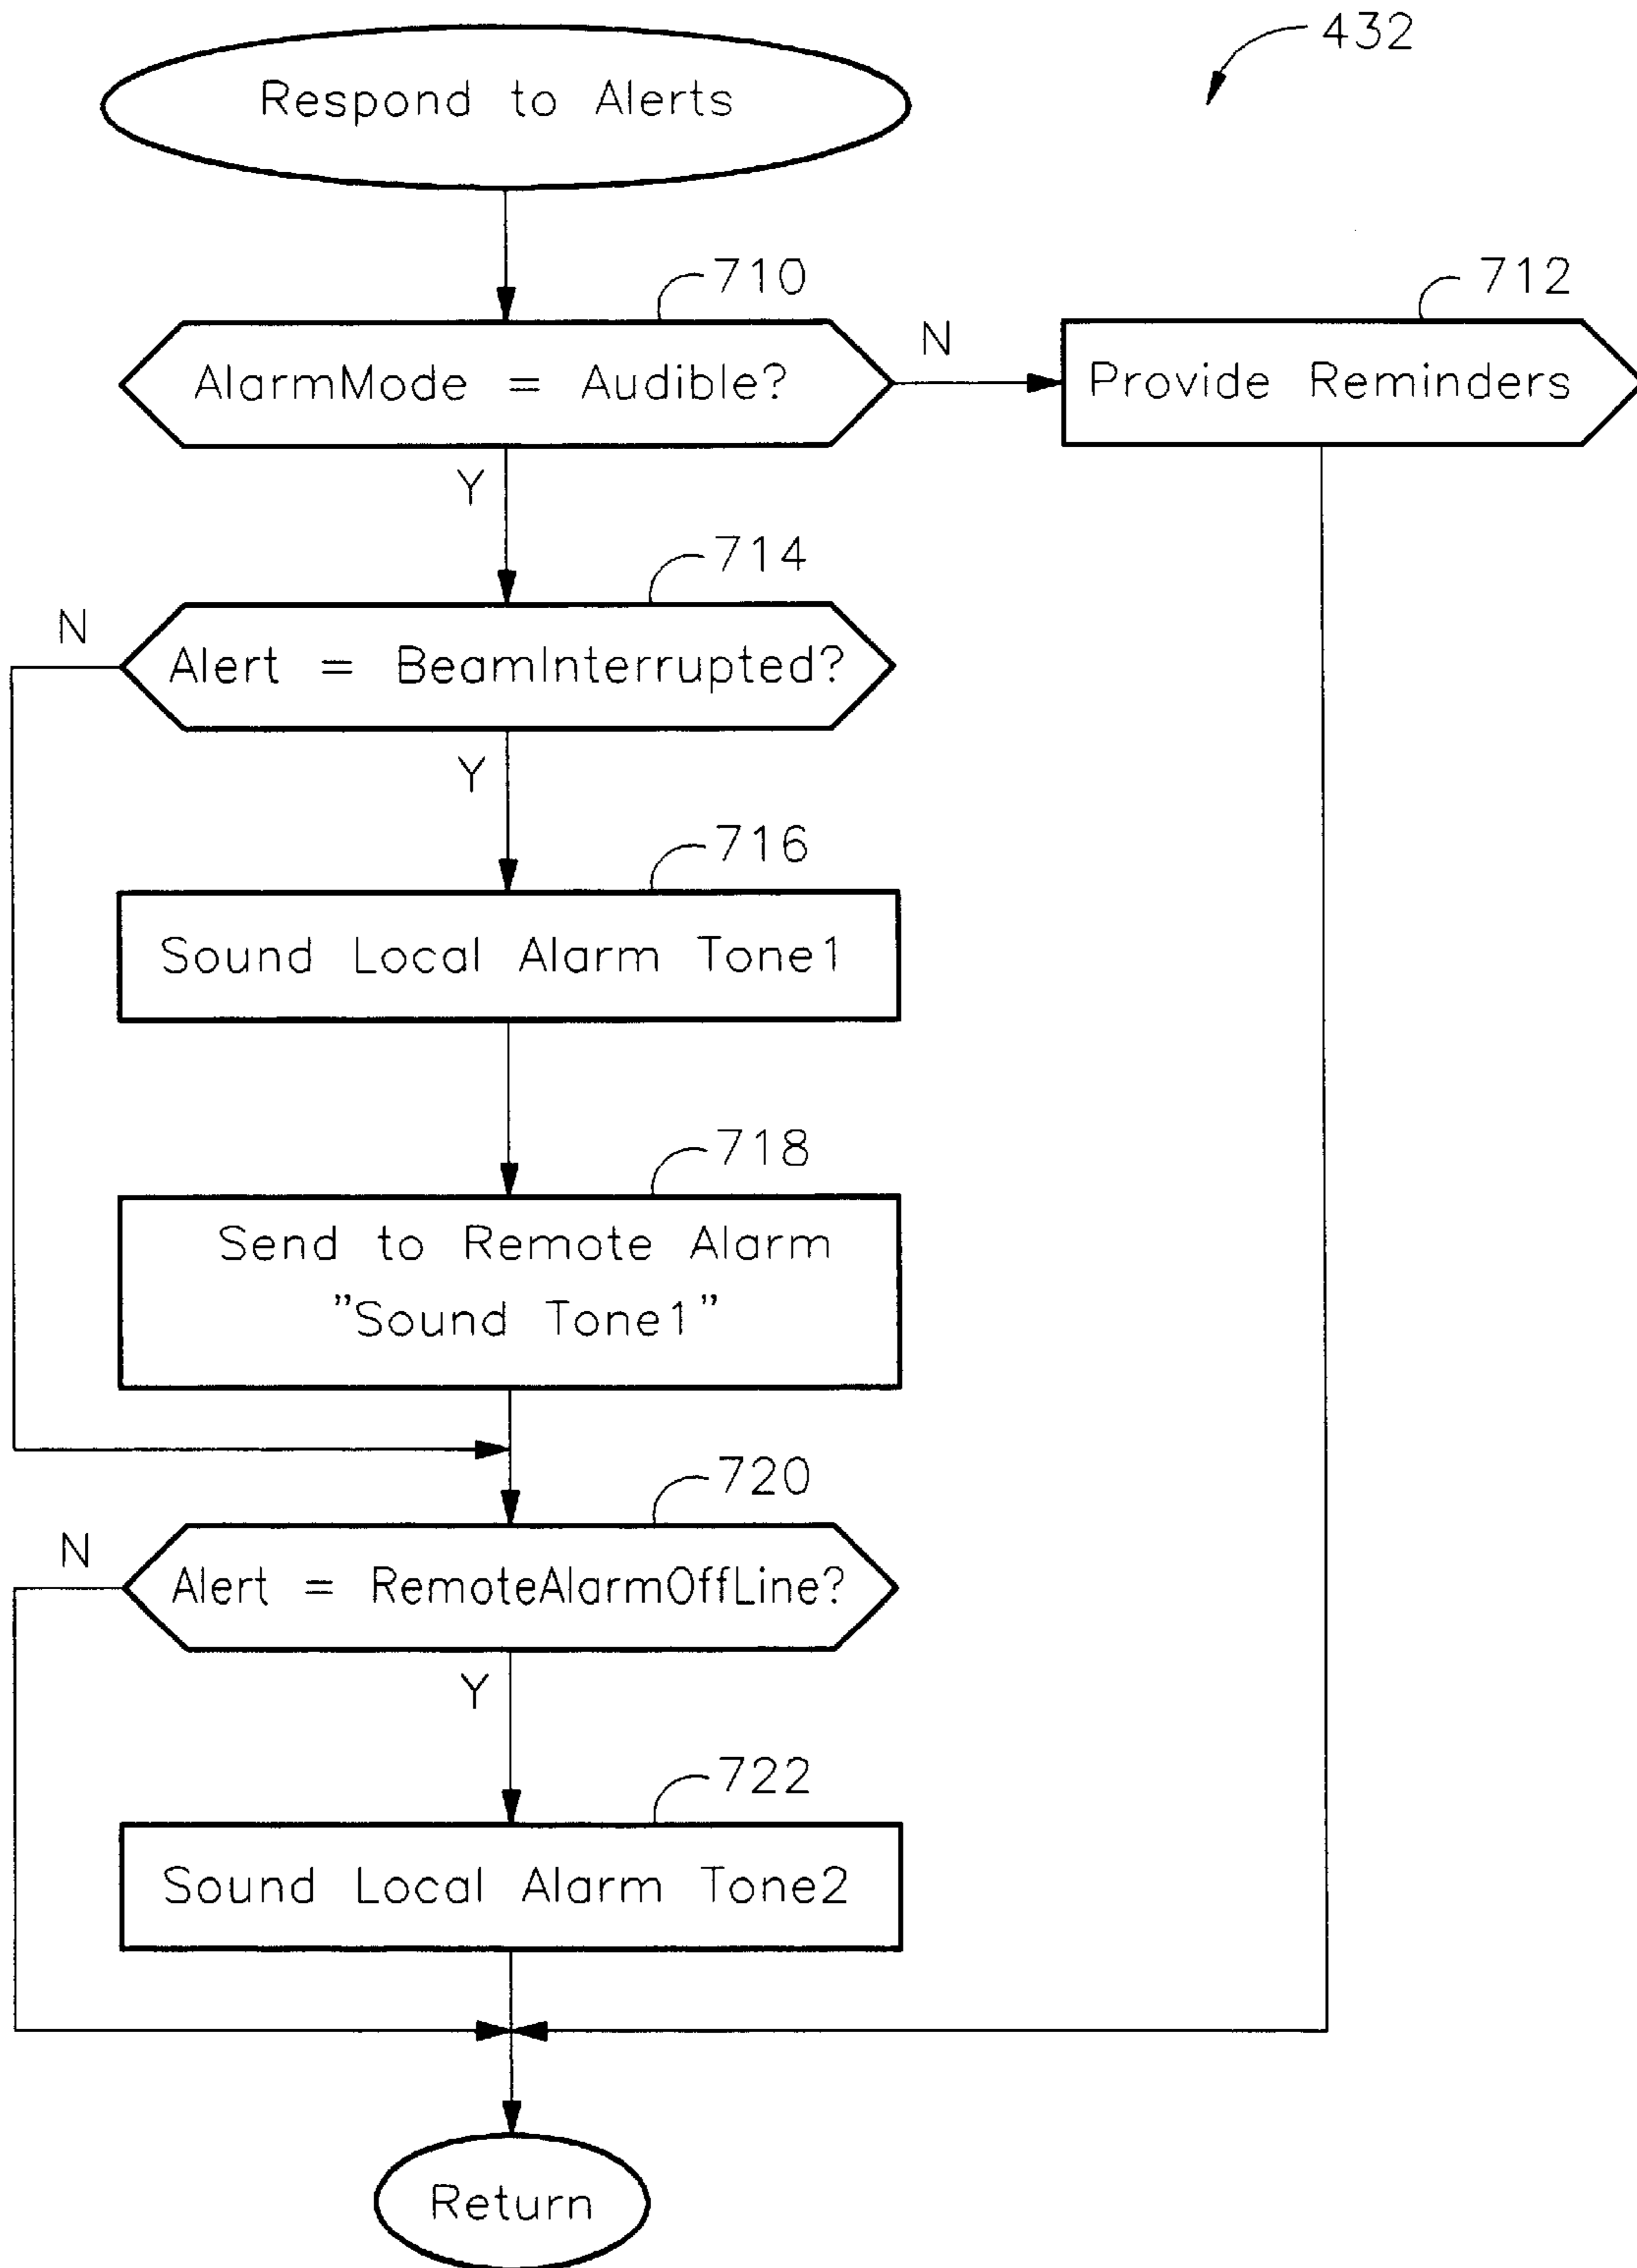 432
Respond to Alerts
710
712
AlarmMode = Audible?
N
Provide Reminders
Y
714
N
Alert = BeamInterrupted?
Y
716
Sound Local Alarm Tone1
718
Send to Remote Alarm
"Sound Tone1"
720
N
Alert = RemoteAlarmOffLine?
Y
722
Sound Local Alarm Tone2
Return